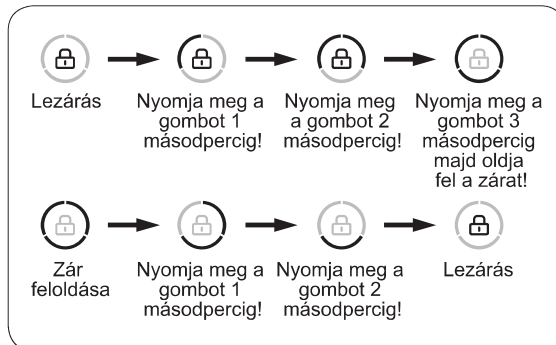 Lezárás
Nyomja meg a
gombot 1
másodpercig!
Nyomja meg
a gombot 2
másodpercig!
Nyomja meg a
gombot 3
másodpercig
majd oldja
fel a zárat!
Zár
feloldása
Nyomja meg a
gombot 1
másodpercig!
Nyomja meg a
gombot 2
másodpercig!
Lezárás